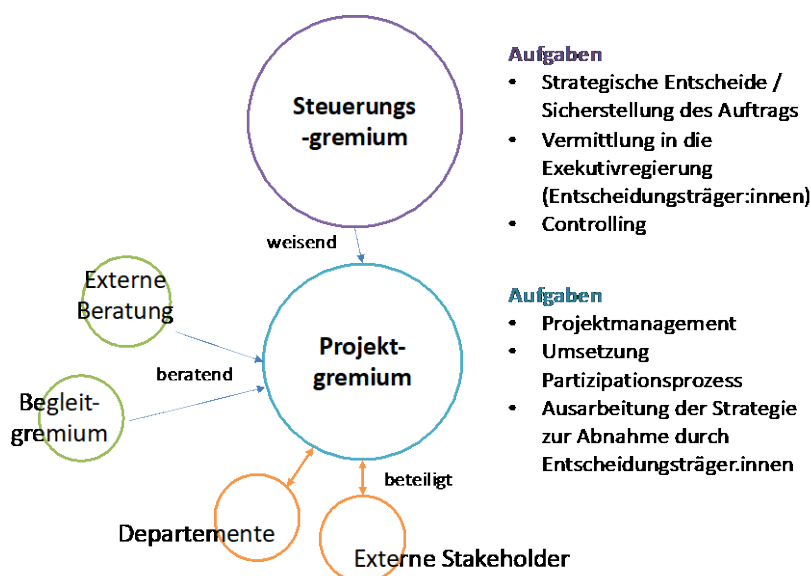 Steuerungs
-gremium
Aufgaben
• Strategische Entscheide /
Sicherstellung des Auftrags
• Vermittlung in die
Exekutivregierung
(Entscheidungsträger:innen)
• Controlling
weisend
Externe
Beratung
beratend
Begleit-
gremium
Projekt-
gremium
Aufgaben
• Projektmanagement
• Umsetzung
Partizipationsprozess
• Ausarbeitung der Strategie
zur Abnahme durch
Entscheidungsträger.innen
beteiligt
Departemente
Externe Stakeholder